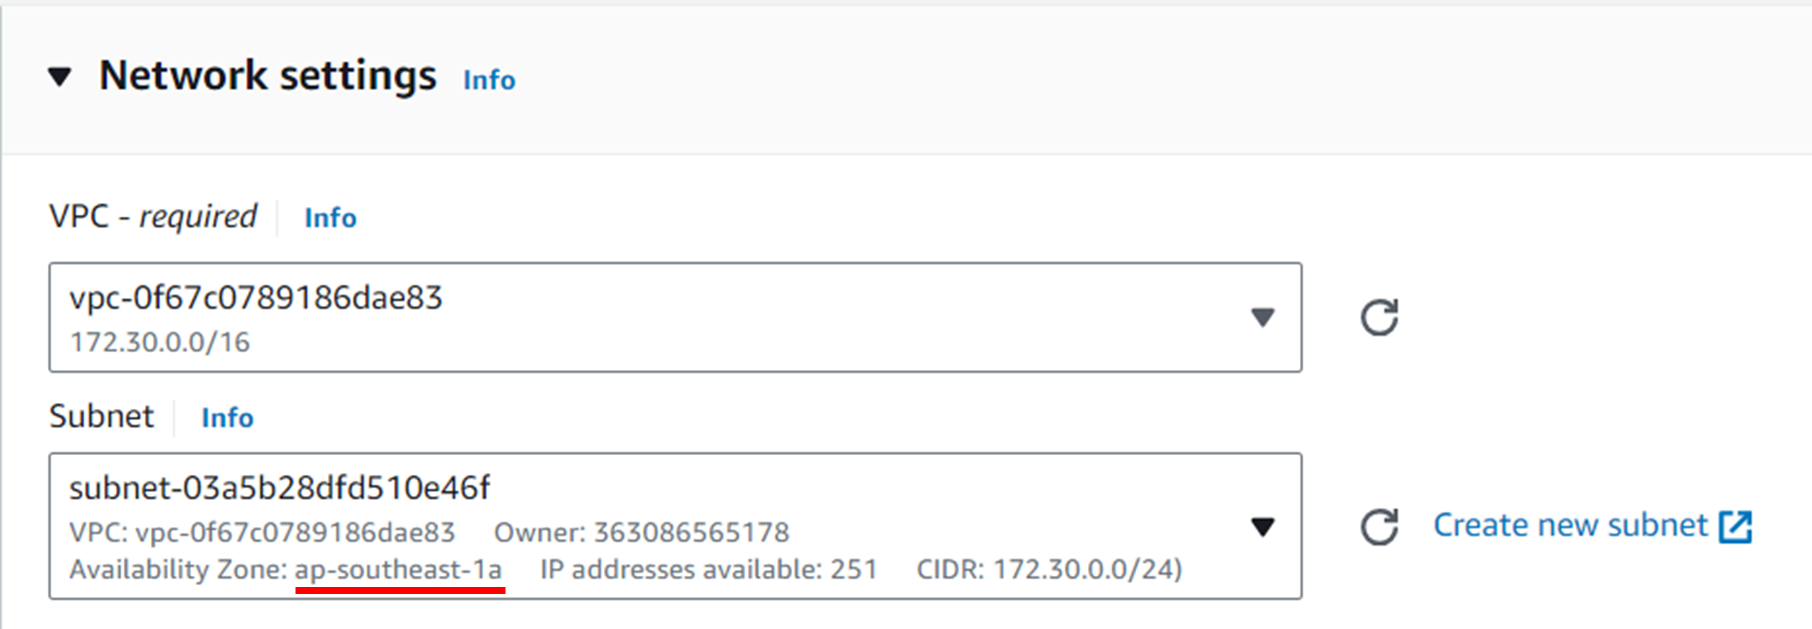 Network settings Info
VPC - required Info
vpc-0f67c0789186dae83
172.30.0.0/16
Subnet Info
subnet-03a5b28dfd510e46f
VPC: vpc-0f67c0789186dae83 Owner: 363086565178
Availability Zone: ap-southeast-1a IP addresses available: 251 CIDR: 172.30.0.0/24)
Create new subnet